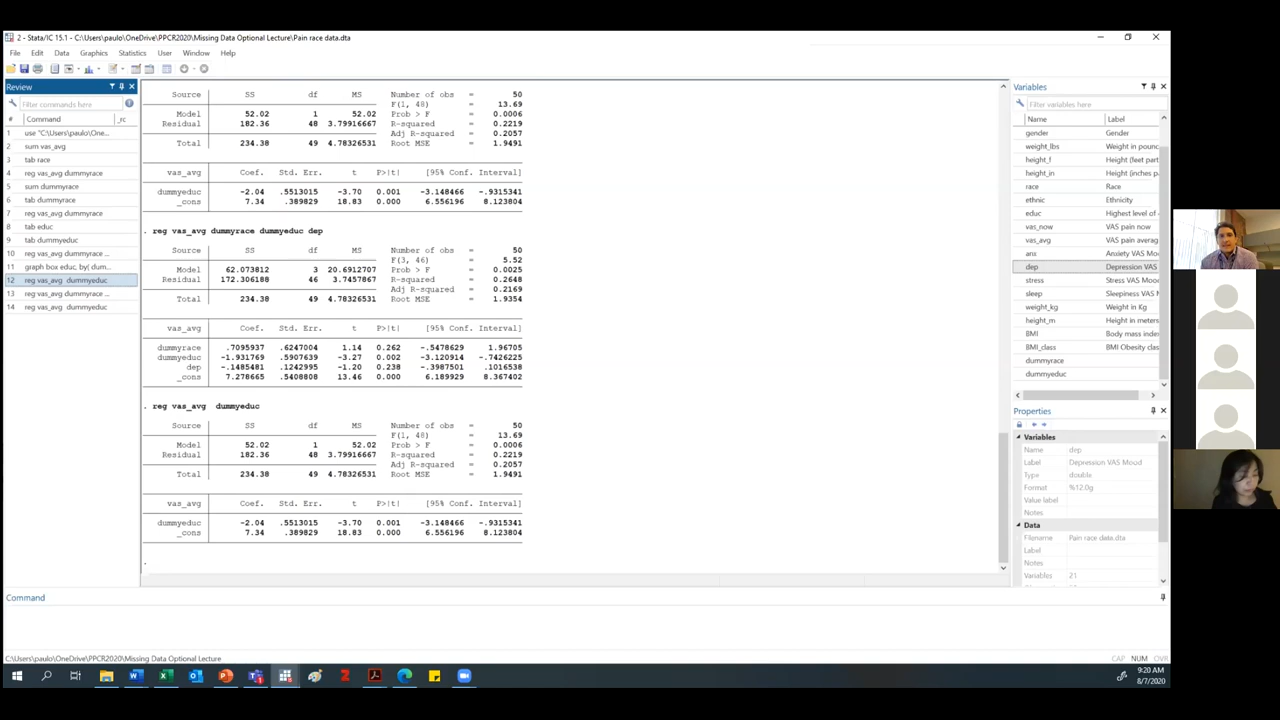 2 - Stata/IC 15.1 - C:\Users\paulo\OneDrive\PPCR2020\Missing Data Optional Lecture\Pain race data.dta
File Edit Data Graphics Statistics User Window Help
Review
Filter commands here
# Command _rc
1 use "C:\Users\paulo\One...
2 sum vas_avg
3 tab race
4 reg vas_avg dummyrace
5 sum dummyrace
6 tab dummyrace
7 reg vas_avg dummyrace
8 tab educ
9 tab dummyeduc
10 reg vas_avg dummyrace ...
11 graph box educ, by( dum...
12 reg vas_avg dummyeduc
13 reg vas_avg dummyrace ...
14 reg vas_avg dummyeduc
Source SS df MS Number of obs = 50
F(1, 48) = 13.69
Model 52.02 1 52.02 Prob > F = 0.0006
Residual 182.36 48 3.79916667 R-squared = 0.2219
Adj R-squared = 0.2057
Total 234.38 49 4.78326531 Root MSE = 1.9491
vas_avg Coef. Std. Err. t P>|t| [95% Conf. Interval]
dummyeduc -2.04 .5513015 -3.70 0.001 -3.148466 -.9315341
_cons 7.34 .389829 18.83 0.000 6.556196 8.123804
. reg vas_avg dummyrace dummyeduc dep
Source SS df MS Number of obs = 50
F(3, 46) = 5.52
Model 62.073812 3 20.6912707 Prob > F = 0.0025
Residual 172.306188 46 3.7457867 R-squared = 0.2648
Adj R-squared = 0.2169
Total 234.38 49 4.78326531 Root MSE = 1.9354
vas_avg Coef. Std. Err. t P>|t| [95% Conf. Interval]
dummyrace .7095937 .6247004 1.14 0.262 -.5478629 1.96705
dummyeduc -1.931769 .5907639 -3.27 0.002 -3.120914 -.7426225
dep -.1485481 .1242995 -1.20 0.238 -.3987501 .1016538
_cons 7.278665 .5408808 13.46 0.000 6.189929 8.367402
. reg vas_avg dummyeduc
Source SS df MS Number of obs = 50
F(1, 48) = 13.69
Model 52.02 1 52.02 Prob > F = 0.0006
Residual 182.36 48 3.79916667 R-squared = 0.2219
Adj R-squared = 0.2057
Total 234.38 49 4.78326531 Root MSE = 1.9491
vas_avg Coef. Std. Err. t P>|t| [95% Conf. Interval]
dummyeduc -2.04 .5513015 -3.70 0.001 -3.148466 -.9315341
_cons 7.34 .389829 18.83 0.000 6.556196 8.123804
.
Variables
Filter variables here
Name Label
gender Gender
weight_lbs Weight in pounc
height_f Height (feet part
height_in Height (inches p
race Race
ethnic Ethnicity
educ Highest level of
vas_now VAS pain now
vas_avg VAS pain average
ans Anxiety VAS Moo
dep Depression VAS
stress Stress VAS Mood
sleep Sleepiness VAS M
weight_kg Weight in Kg
height_m Height in meters
BMI Body mass index
BMI_class BMI Obesity clas
dummyrace
dummyeduc
Properties
Variables
Name dep
Label Depression VAS Mood
Type double
Format %12.0g
Value label
Notes
Data
Filename Pain race data.dta
Label
Notes
Variables 21
Command
C:\Users\paulo\OneDrive\PPCR2020\Missing Data Optional Lecture
CAP NUM OVR
9:20 AM
8/7/2020